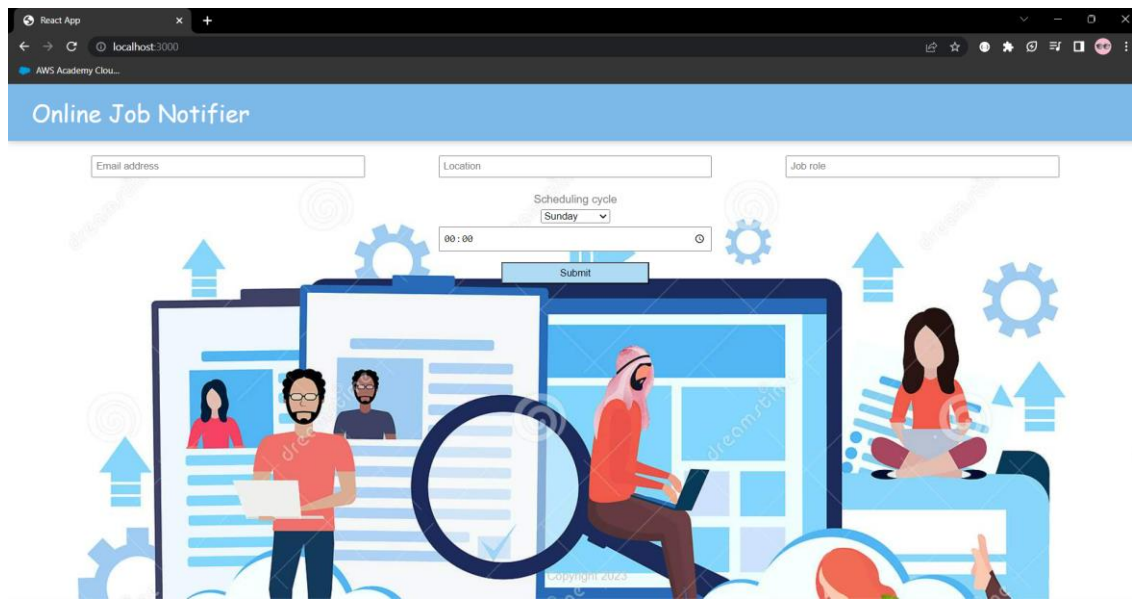 React App
localhost:3000
AWS Academy Clou...
Online Job Notifier
Email address
Location
Job role
Scheduling cycle
Sunday
00:00
Submit
dreamstime
Copyright 2023